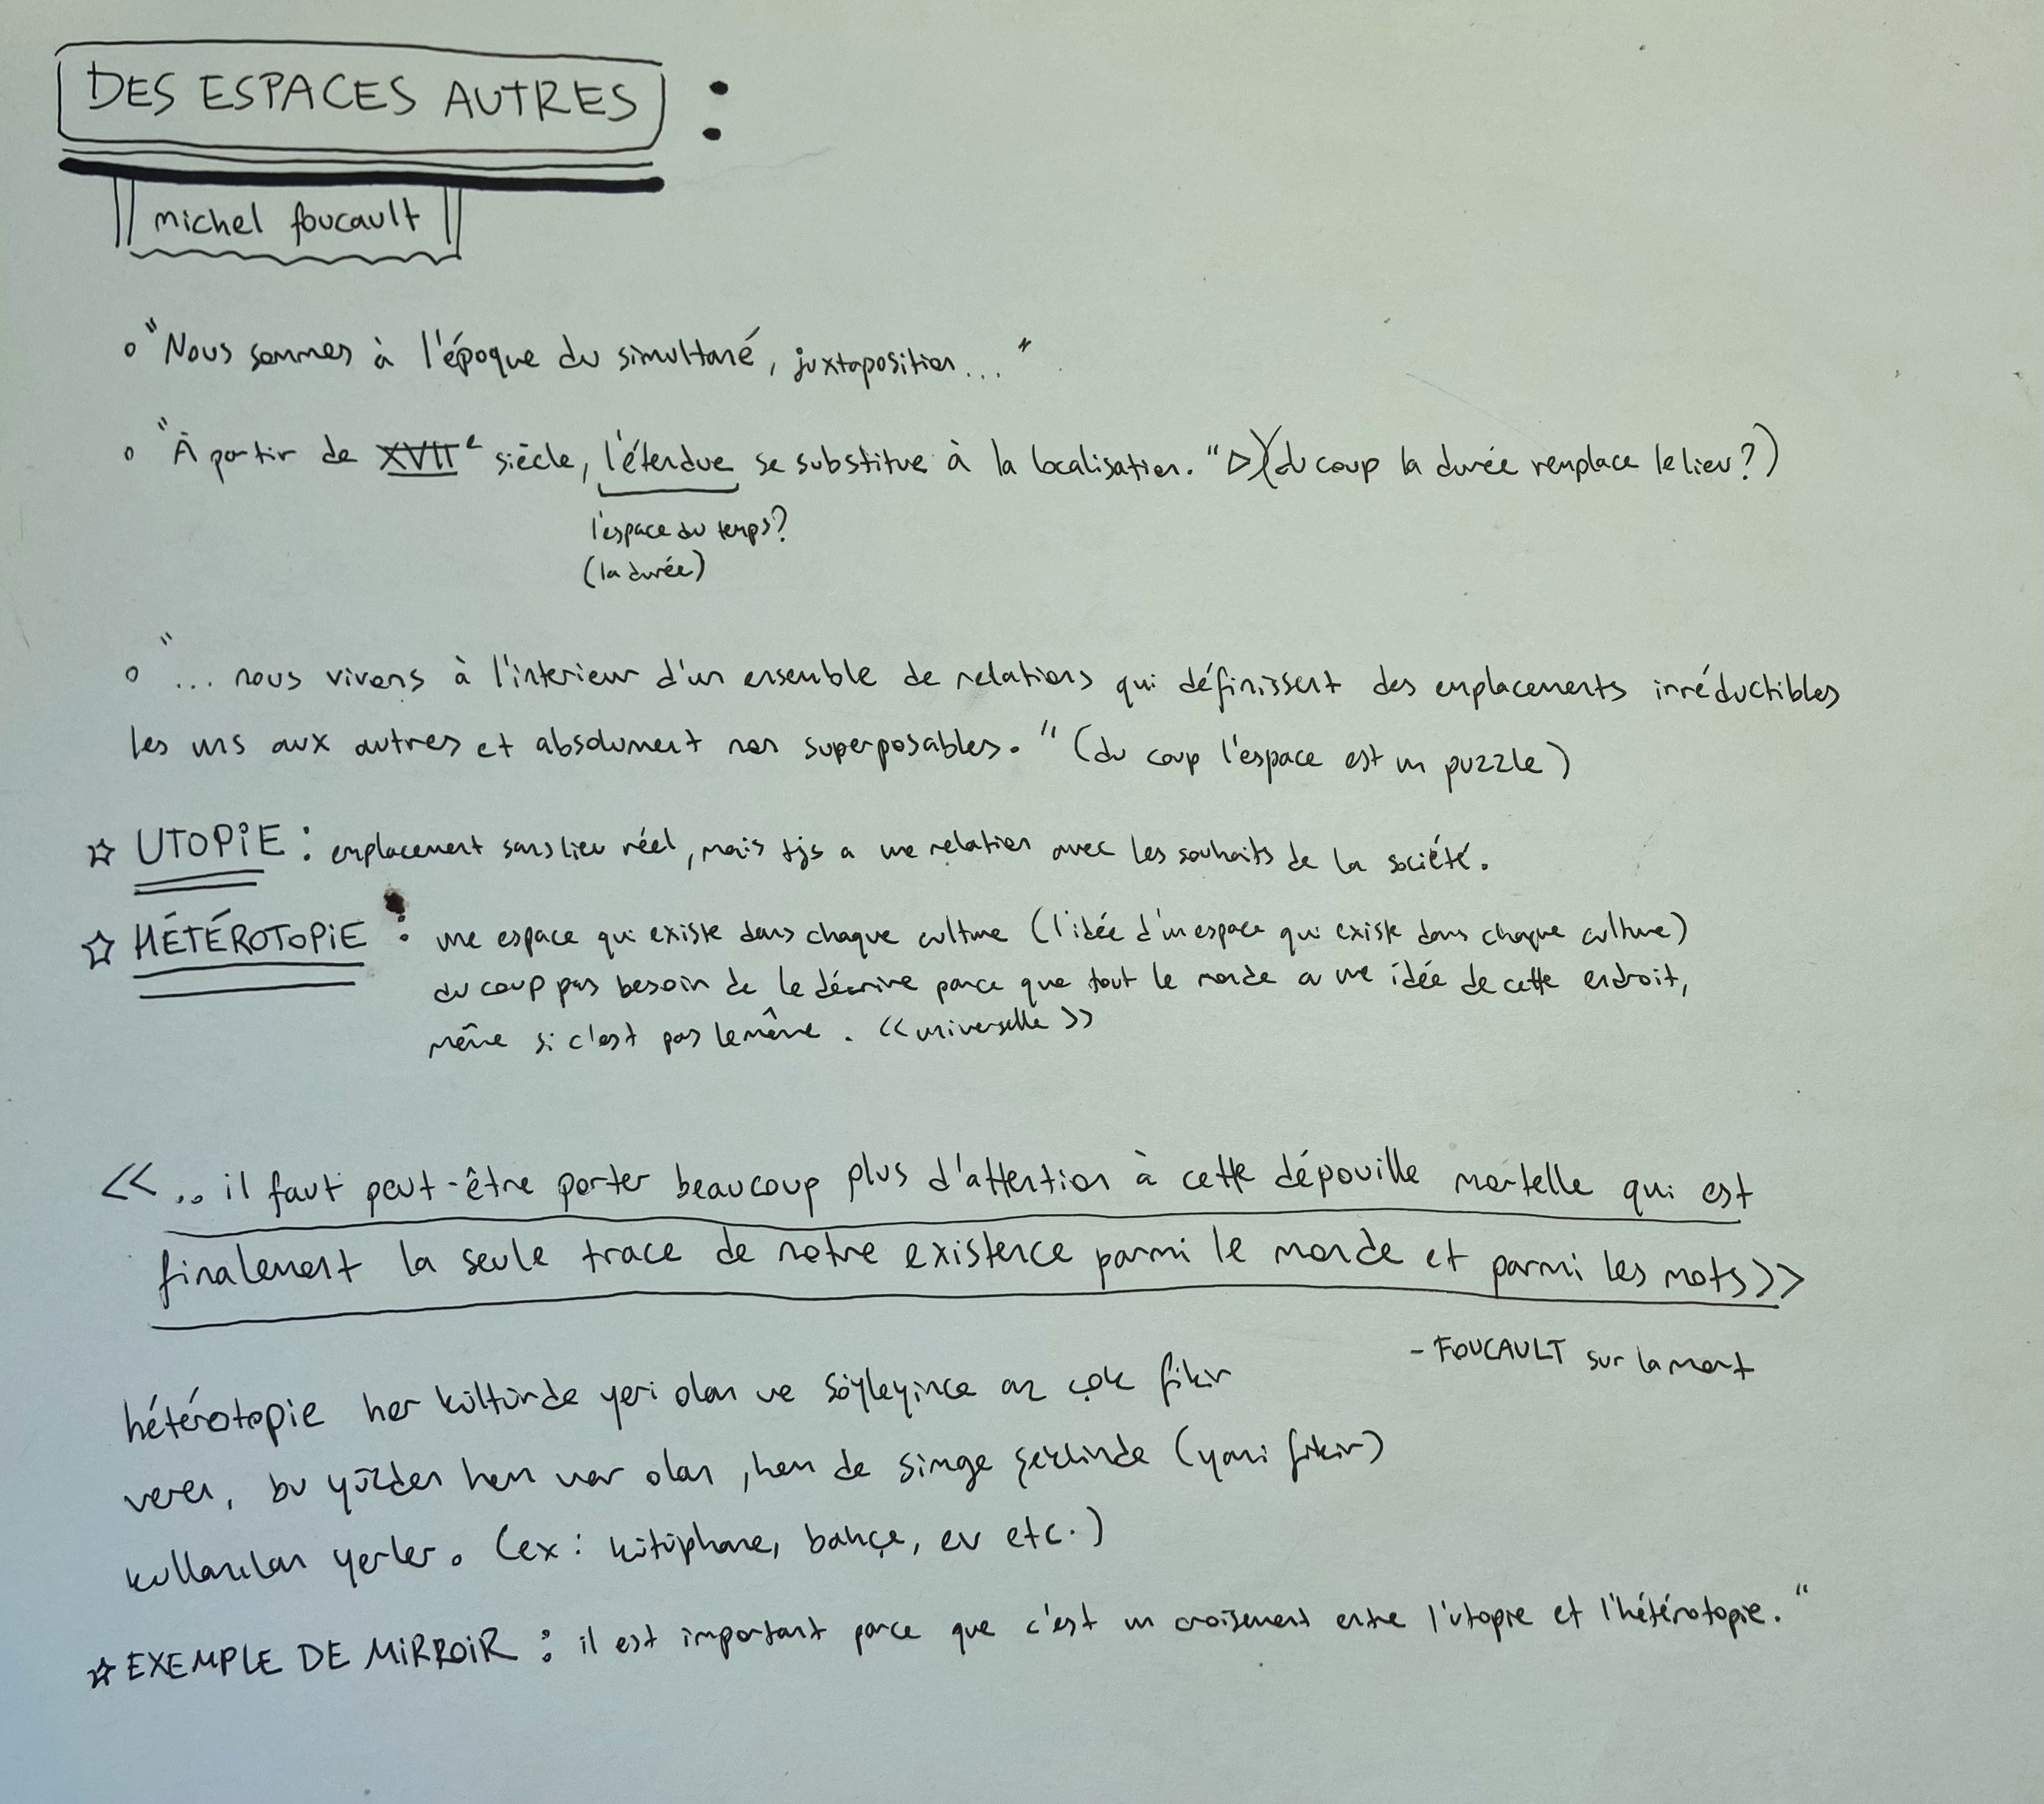 DES ESPACES AUTRES :
michel foucault
o "Nous sommes à l'époque du simultané, juxtaposition... "
o "À partir de XVIIe siècle, l'étendue se substitue à la localisation. " ▷ (du coup la durée remplace le lieu?)
l'espace du temps?
(la durée)
o "... nous vivons à l'interieur d'un ensemble de relations qui définissent des emplacements irréductibles
les uns aux autres et absolument non superposables. " (du coup l'espace est un puzzle)
☆ UTOPiE : emplacement sans lieu réel, mais tjs a une relation avec les souhaits de la société.
☆ HÉTÉROTOPiE : une espace qui existe dans chaque culture (l'idée d'un espace qui existe dans chaque culture)
du coup pas besoin de le décrire parce que tout le monde a une idée de cette endroit,
même si c'est pas le même. <<universelle>>
<<... il faut peut-être porter beaucoup plus d'attention à cette dépouille mortelle qui est
finalement la seule trace de notre existence parmi le monde et parmi les mots>>
- FOUCAULT sur la mort
hétérotopie her kültürde yeri olan ve söyleyince az çok fikir
veren, bu yüzden hem var olan, hem de simge şeklinde (yani fikir)
kullanılan yerler. (ex: kütüphane, bahçe, ev etc.)
☆ EXEMPLE DE MiRROiR : il est important parce que c'est un croisement entre l'utopie et l'hétérotopie. "